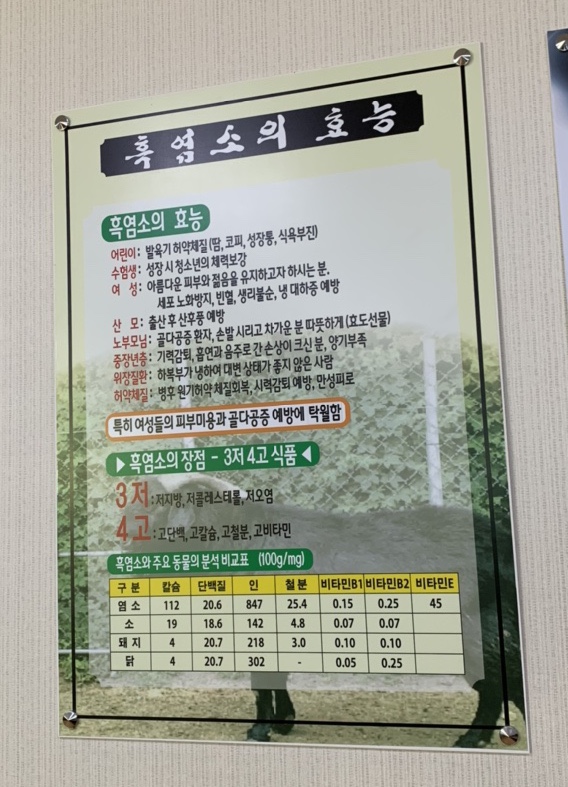 흑염소의 효능
흑염소의 효능
어린이: 발육기 허약체질(땀, 코피, 성장통, 식욕부진)
수험생: 성장시 청소년의 체력보강
여 성: 아름다운 피부와 젊음을 유지하고자 하시는 분.
세포 노화방지, 빈혈, 생리불순, 냉 대하증 예방
산 모: 출산 후 산후풍 예방
노부모님: 골다공증 환자, 손발 시리고 차가운 분 따뜻하게(효도선물)
중장년층: 기력감퇴, 흡연과 음주로 간 손상이 크신 분, 양기부족
위장질환: 하복부가 냉하여 대변 상태가 좋지 않은 사람
허약체질: 병후 원기허약 체질회복, 시력감퇴 예방, 만성피로
특히 여성들의 피부미용과 골다공증 예방에 탁월함
▶흑염소의 장점 - 3저 4고 식품◀
3저: 저지방, 저콜레스테롤, 저오염
4고: 고단백, 고칼슘, 고철분, 고비타민
흑염소와 주요 동물의 분석 비교표 (100g/mg)
구분 칼슘 단백질 인 철분 비타민B1 비타민B2 비타민E
염소 112 20.6 847 25.4 0.15 0.25 45
소 19 18.6 142 4.8 0.07 0.07
돼지 4 20.7 218 3.0 0.10 0.10
닭 4 20.7 302 - 0.05 0.25